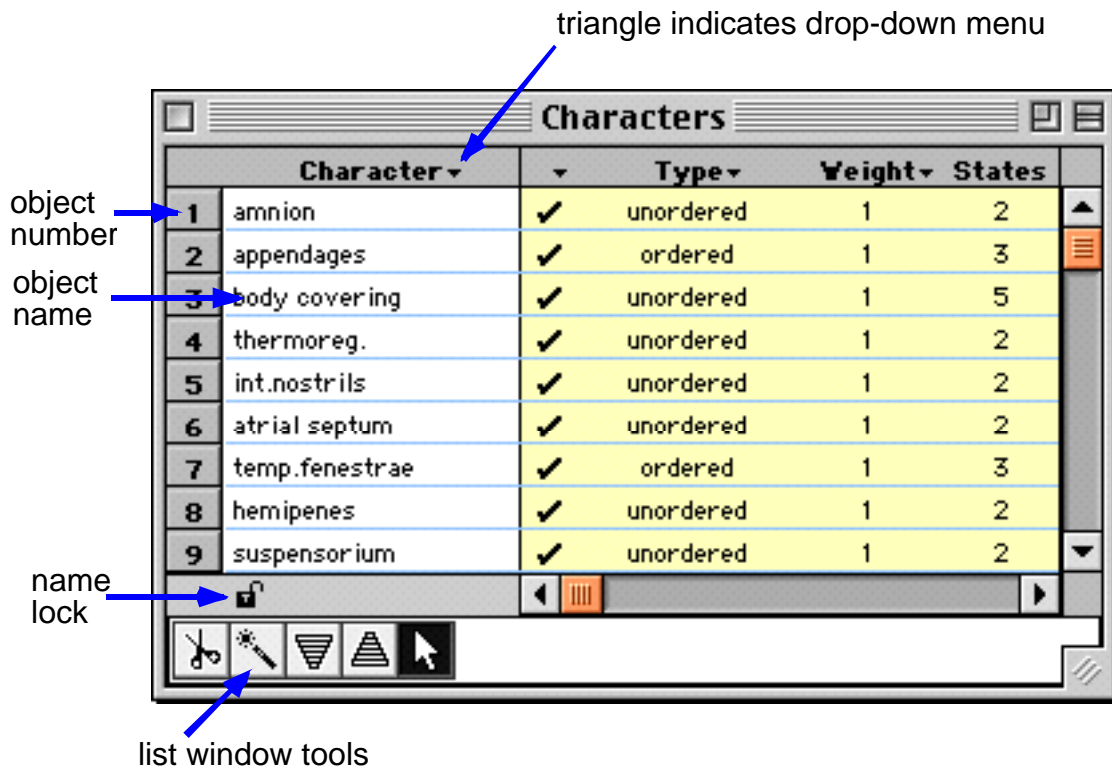 triangle indicates drop-down menu
Characters
Character Type Weight States
object
number
1 amnion unordered 1 2
2 appendages ordered 1 3
object
name
3 body covering unordered 1 5
4 thermoreg. unordered 1 2
5 int.nostrils unordered 1 2
6 atrial septum unordered 1 2
7 temp.fenestrae ordered 1 3
8 hemipenes unordered 1 2
9 suspensorium unordered 1 2
name
lock
list window tools